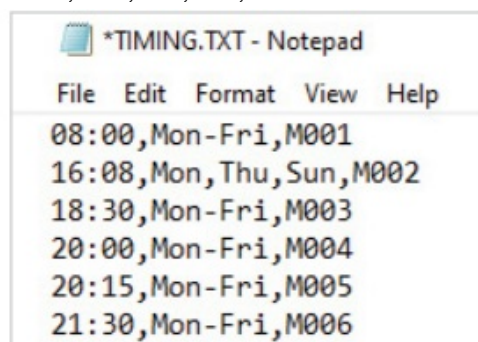 *TIMING.TXT - Notepad
File Edit Format View Help
08:00,Mon-Fri,M001
16:08,Mon,Thu,Sun,M002
18:30,Mon-Fri,M003
20:00,Mon-Fri,M004
20:15,Mon-Fri,M005
21:30,Mon-Fri,M006